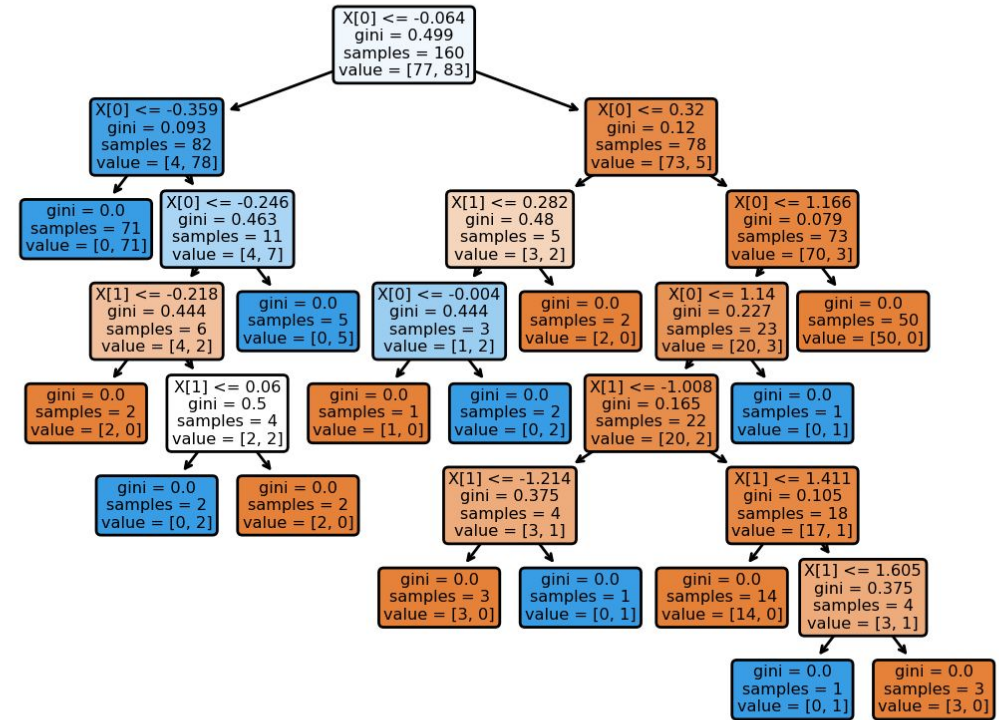 X[0] <= -0.064
gini = 0.499
samples = 160
value = [77, 83]
X[0] <= -0.359
gini = 0.093
samples = 82
value = [4, 78]
X[0] <= 0.32
gini = 0.12
samples = 78
value = [73, 5]
gini = 0.0
samples = 71
value = [0, 71]
X[0] <= -0.246
gini = 0.463
samples = 11
value = [4, 7]
X[1] <= 0.282
gini = 0.48
samples = 5
value = [3, 2]
X[0] <= 1.166
gini = 0.079
samples = 73
value = [70, 3]
X[1] <= -0.218
gini = 0.444
samples = 6
value = [4, 2]
gini = 0.0
samples = 5
value = [0, 5]
X[0] <= -0.004
gini = 0.444
samples = 3
value = [1, 2]
gini = 0.0
samples = 2
value = [2, 0]
X[0] <= 1.14
gini = 0.227
samples = 23
value = [20, 3]
gini = 0.0
samples = 50
value = [50, 0]
gini = 0.0
samples = 2
value = [2, 0]
X[1] <= 0.06
gini = 0.5
samples = 4
value = [2, 2]
gini = 0.0
samples = 1
value = [1, 0]
gini = 0.0
samples = 2
value = [0, 2]
X[1] <= -1.008
gini = 0.165
samples = 22
value = [20, 2]
gini = 0.0
samples = 1
value = [0, 1]
gini = 0.0
samples = 2
value = [0, 2]
gini = 0.0
samples = 2
value = [2, 0]
X[1] <= -1.214
gini = 0.375
samples = 4
value = [3, 1]
X[1] <= 1.411
gini = 0.105
samples = 18
value = [17, 1]
gini = 0.0
samples = 3
value = [3, 0]
gini = 0.0
samples = 1
value = [0, 1]
gini = 0.0
samples = 14
value = [14, 0]
X[1] <= 1.605
gini = 0.375
samples = 4
value = [3, 1]
gini = 0.0
samples = 1
value = [0, 1]
gini = 0.0
samples = 3
value = [3, 0]